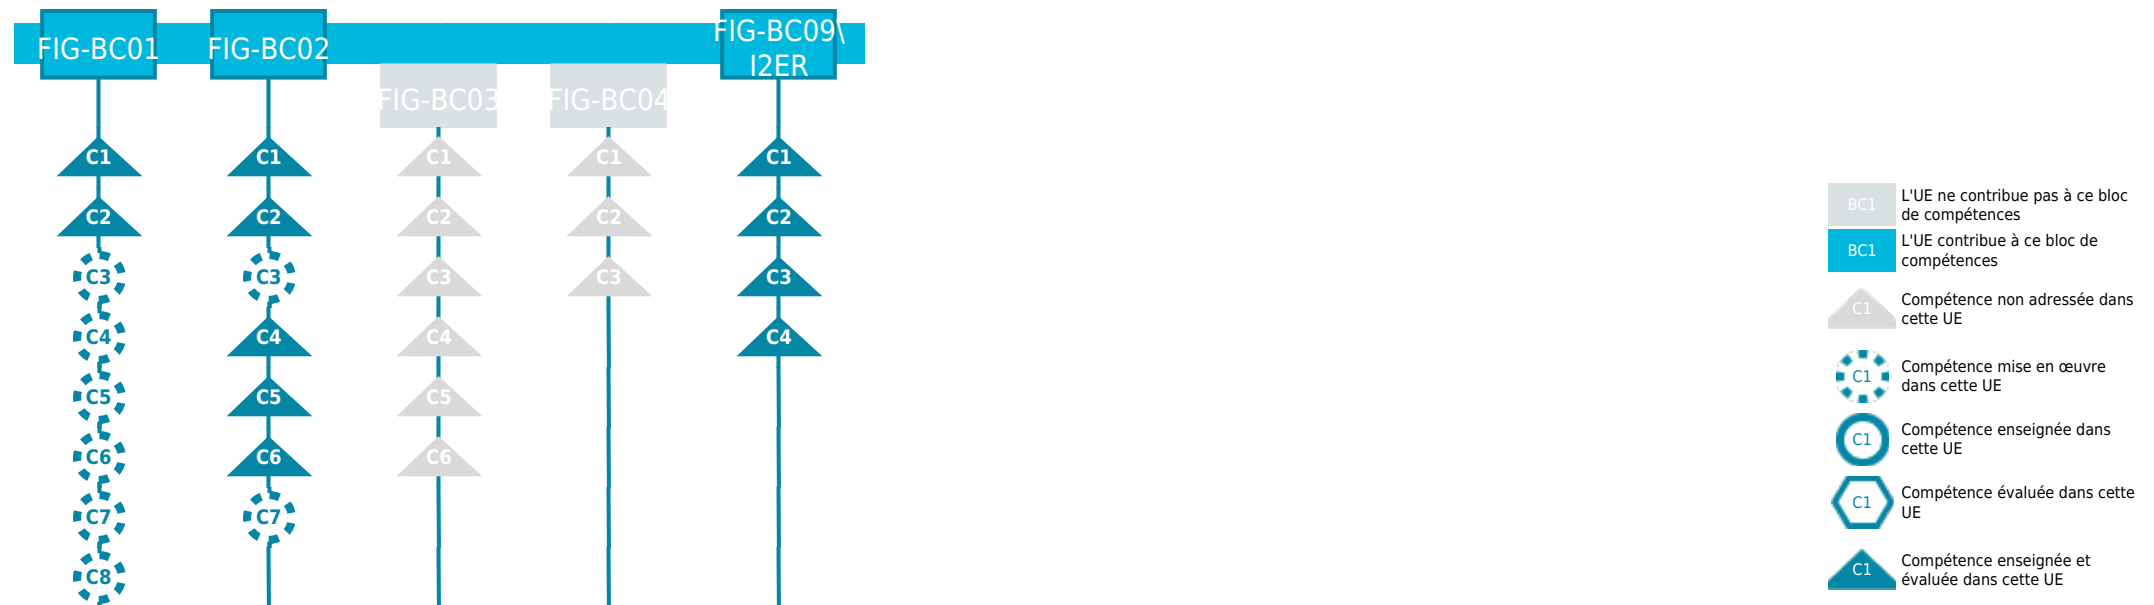 FIG-BC01
C1
C2
C3
C4
C5
C6
C7
C8
FIG-BC02
C1
C2
C3
C4
C5
C6
C7
FIG-BC03
C1
C2
C3
C4
C5
C6
FIG-BC04
C1
C2
C3
FIG-BC09\
I2ER
C1
C2
C3
C4
BC1
L'UE ne contribue pas à ce bloc
de compétences
BC1
L'UE contribue à ce bloc de
compétences
C1
Compétence non adressée dans
cette UE
C1
Compétence mise en œuvre
dans cette UE
C1
Compétence enseignée dans
cette UE
C1
Compétence évaluée dans cette
UE
C1
Compétence enseignée et
évaluée dans cette UE